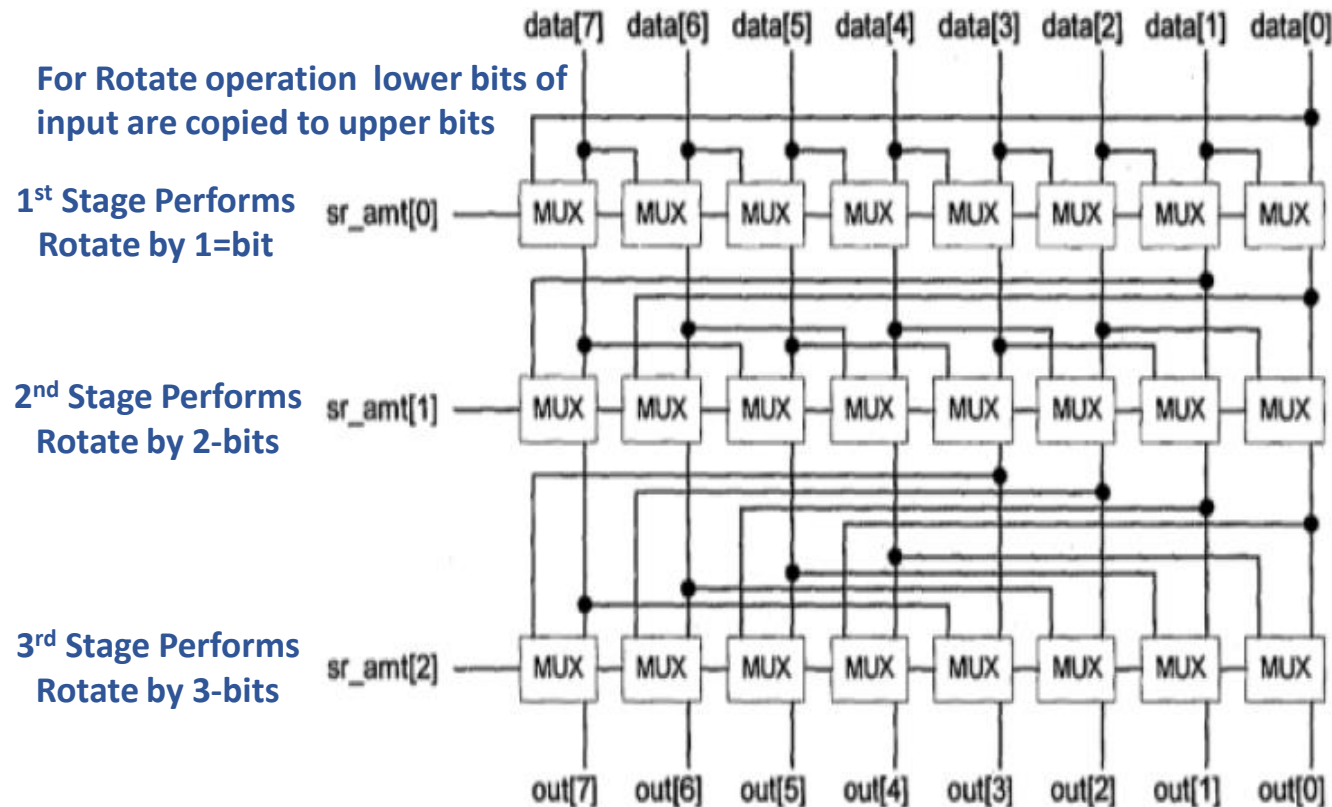 data[7] data[6] data[5] data[4] data[3] data[2] data[1] data[0]
For Rotate operation lower bits of
input are copied to upper bits
1st Stage Performs
Rotate by 1=bit
sr_amt[0] MUX MUX MUX MUX MUX MUX MUX MUX
2nd Stage Performs
Rotate by 2-bits
sr_amt[1] MUX MUX MUX MUX MUX MUX MUX MUX
3rd Stage Performs
Rotate by 3-bits
sr_amt[2] MUX MUX MUX MUX MUX MUX MUX MUX
out[7] out[6] out[5] out[4] out[3] out[2] out[1] out[0]